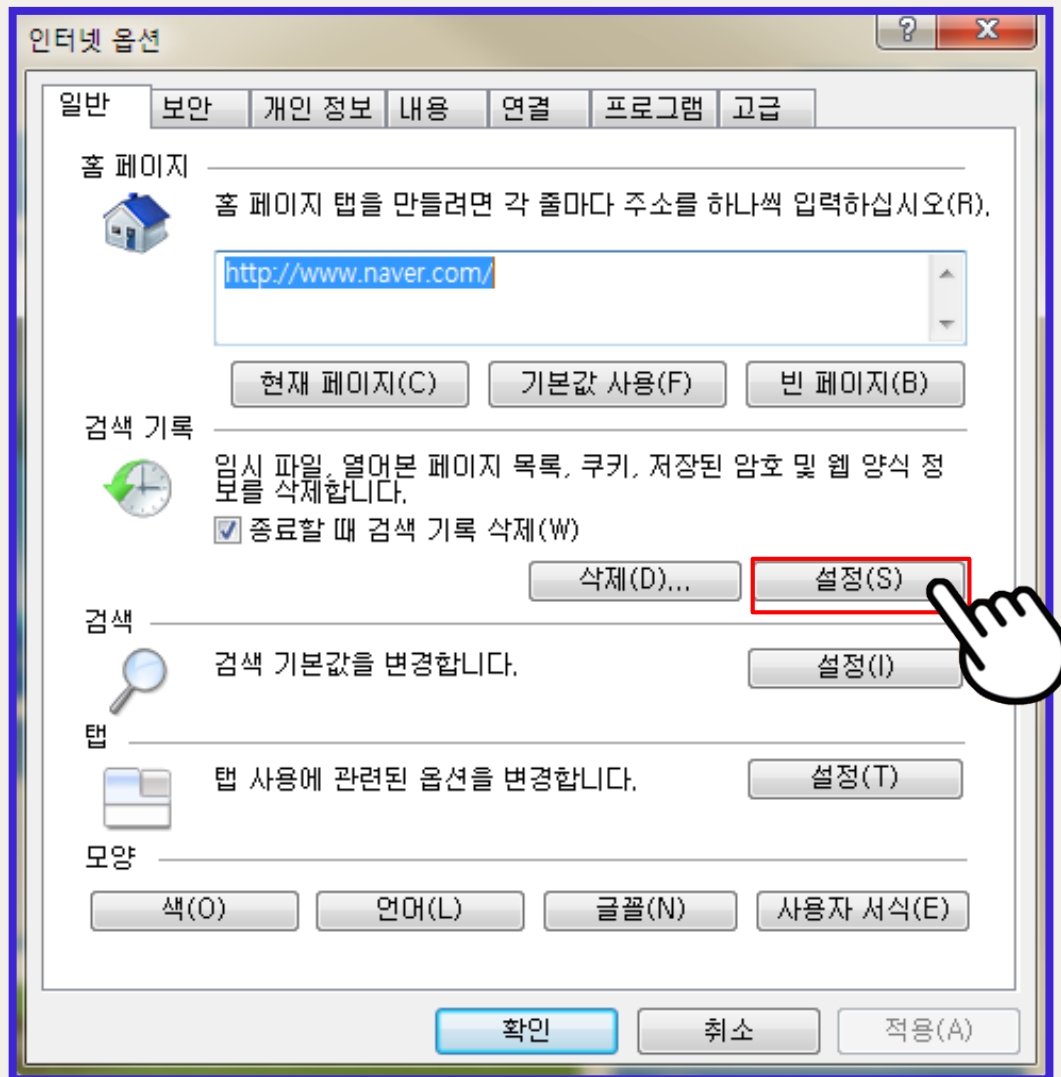 인터넷 옵션
? x
일반 보안 개인 정보 내용 연결 프로그램 고급
홈 페이지
홈 페이지 탭을 만들려면 각 줄마다 주소를 하나씩 입력하십시오(R).
http://www.naver.com/
현재 페이지(C) 기본값 사용(F) 빈 페이지(B)
검색 기록
임시 파일, 열어본 페이지 목록, 쿠키, 저장된 암호 및 웹 양식 정
보를 삭제합니다.
종료할 때 검색 기록 삭제(W)
삭제(D)... 설정(S)
검색
검색 기본값을 변경합니다. 설정(I)
탭
탭 사용에 관련된 옵션을 변경합니다. 설정(T)
모양
색(O) 언어(L) 글꼴(N) 사용자 서식(E)
확인 취소 적용(A)